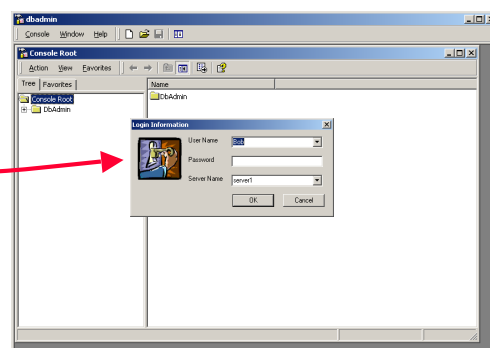 dbadmin
Console Window Help
Console Root
Action View Favorites
Tree Favorites
Name
Console Root
DbAdmin
DbAdmin
Login Information
User Name Bob
Password
Server Name server1
OK Cancel